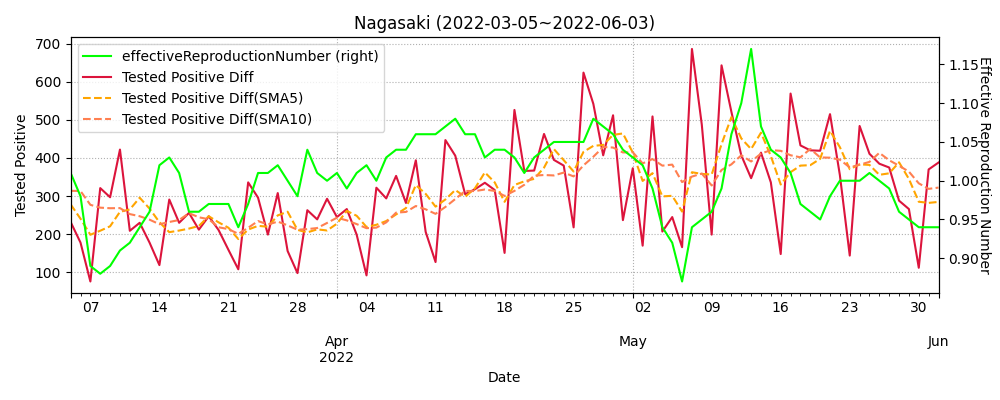 Nagasaki (2022-03-05~2022-06-03)
effectiveReproductionNumber (right)
Tested Positive Diff
Tested Positive Diff(SMA5)
Tested Positive Diff(SMA10)
Tested Positive
700
600
500
400
300
200
100
1.15
1.10
1.05
1.00
0.95
0.90
Effective Reproduction Number
07 14 21 28 04 11 18 25 02 09 16 23 30
Apr May Jun
2022
Date